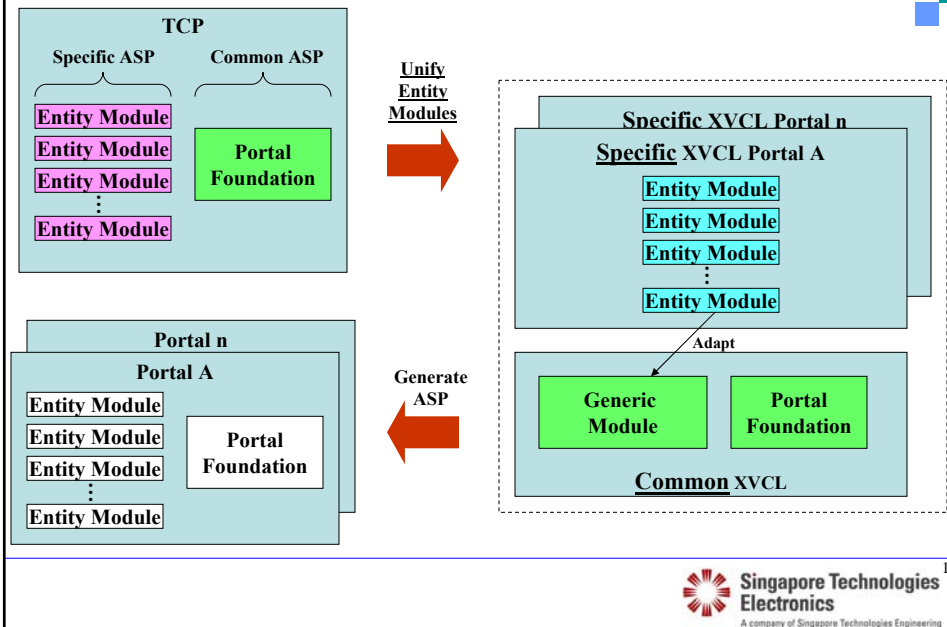 TCP
Specific ASP
Common ASP
Entity Module
Entity Module
Entity Module
Entity Module
Portal
Foundation
Unify
Entity
Modules
Specific XVCL Portal n
Specific XVCL Portal A
Entity Module
Entity Module
Entity Module
Entity Module
Adapt
Generic
Module
Portal
Foundation
Common XVCL
Generate
ASP
Portal n
Portal A
Entity Module
Entity Module
Entity Module
Entity Module
Portal
Foundation
1
Singapore Technologies
Electronics
A company of Singapore Technologies Engineering